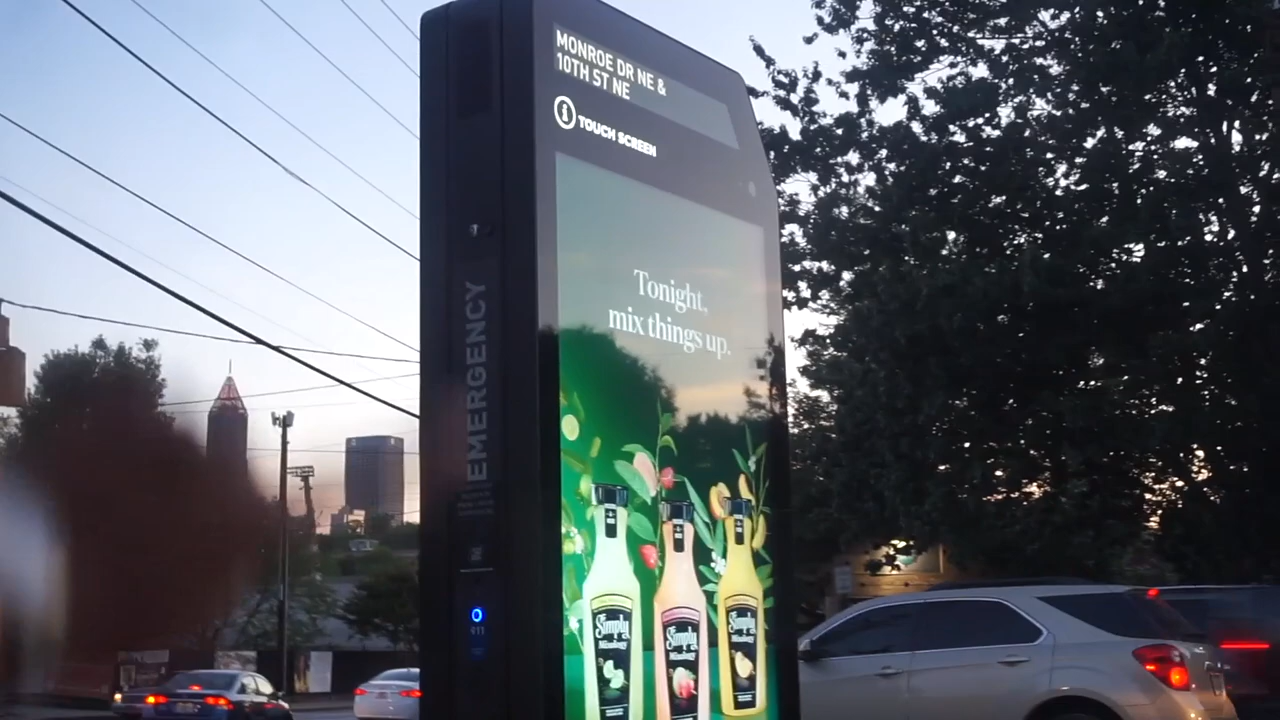 MONROE DR NE &
10TH ST NE
i TOUCH SCREEN
Tonight,
mix things up.
EMERGENCY
911
Simply
Mixology
Simply
Mixology
Simply
Mixology